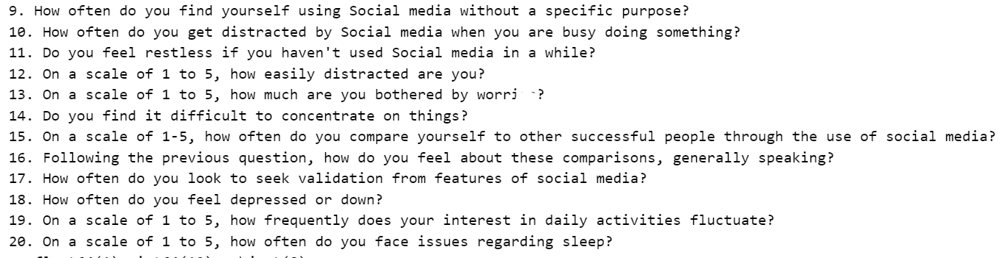 9. How often do you find yourself using Social media without a specific purpose?
10. How often do you get distracted by Social media when you are busy doing something?
11. Do you feel restless if you haven't used Social media in a while?
12. On a scale of 1 to 5, how easily distracted are you?
13. On a scale of 1 to 5, how much are you bothered by ?
14. Do you find it difficult to concentrate on things?
15. On a scale of 1-5, how often do you compare yourself to other successful people through the use of social media?
16. Following the previous question, how do you feel about these comparisons, generally speaking?
17. How often do you look to seek validation from features of social media?
18. How often do you feel depressed or down?
19. On a scale of 1 to 5, how frequently does your interest in daily activities fluctuate?
20. On a scale of 1 to 5, how often do you face issues regarding sleep?